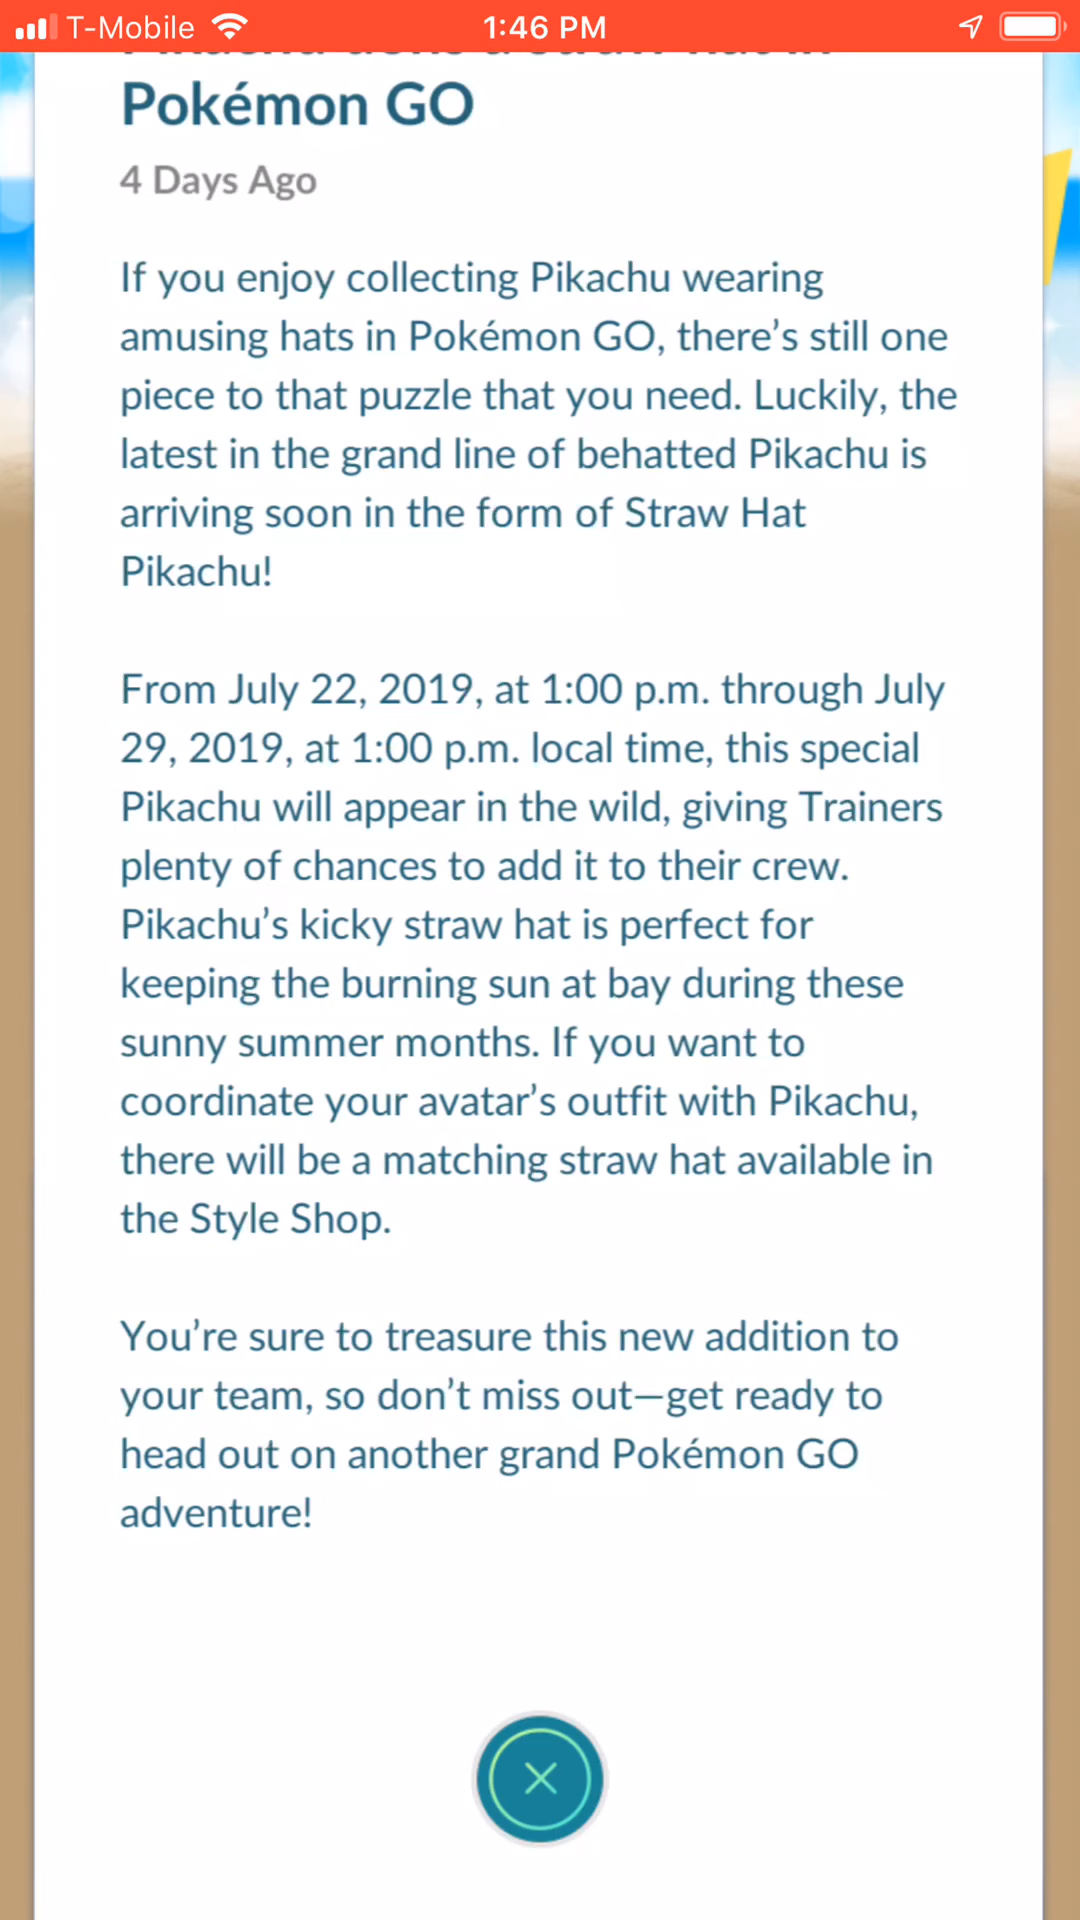 T-Mobile 1:46 PM
Pokémon GO
4 Days Ago
If you enjoy collecting Pikachu wearing
amusing hats in Pokémon GO, there’s still one
piece to that puzzle that you need. Luckily, the
latest in the grand line of behatted Pikachu is
arriving soon in the form of Straw Hat
Pikachu!
From July 22, 2019, at 1:00 p.m. through July
29, 2019, at 1:00 p.m. local time, this special
Pikachu will appear in the wild, giving Trainers
plenty of chances to add it to their crew.
Pikachu’s kicky straw hat is perfect for
keeping the burning sun at bay during these
sunny summer months. If you want to
coordinate your avatar’s outfit with Pikachu,
there will be a matching straw hat available in
the Style Shop.
You’re sure to treasure this new addition to
your team, so don’t miss out—get ready to
head out on another grand Pokémon GO
adventure!